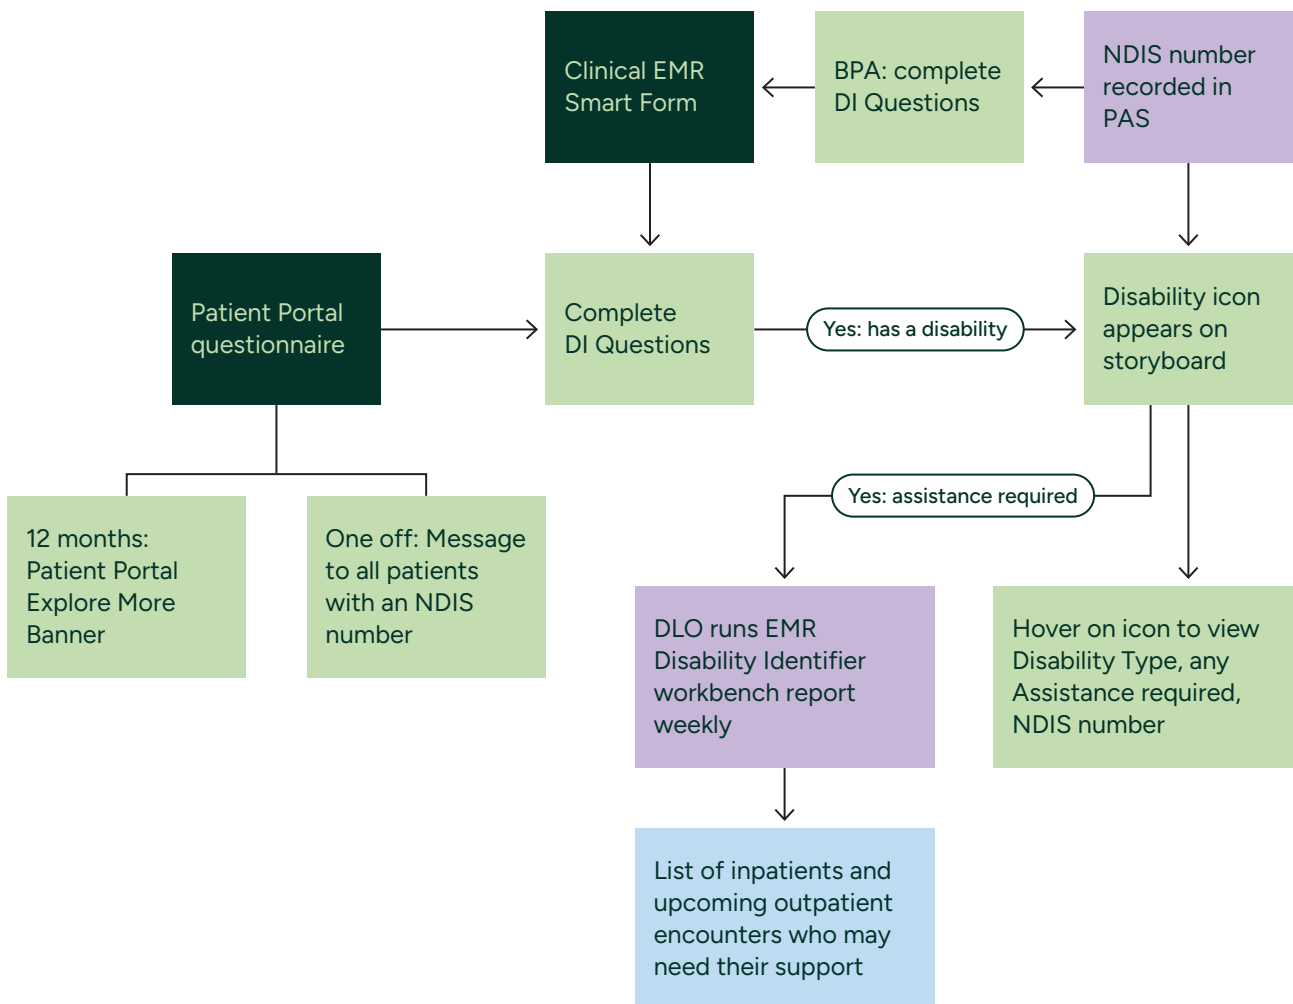 Clinical EMR
Smart Form
BPA: complete
DI Questions
NDIS number
recorded in
PAS
Patient Portal
questionnaire
Complete
DI Questions
Yes: has a disability
Disability icon
appears on
storyboard
Yes: assistance required
12 months:
Patient Portal
Explore More
Banner
One off: Message
to all patients
with an NDIS
number
DLO runs EMR
Disability Identifier
workbench report
weekly
Hover on icon to view
Disability Type, any
Assistance required,
NDIS number
List of inpatients and
upcoming outpatient
encounters who may
need their support